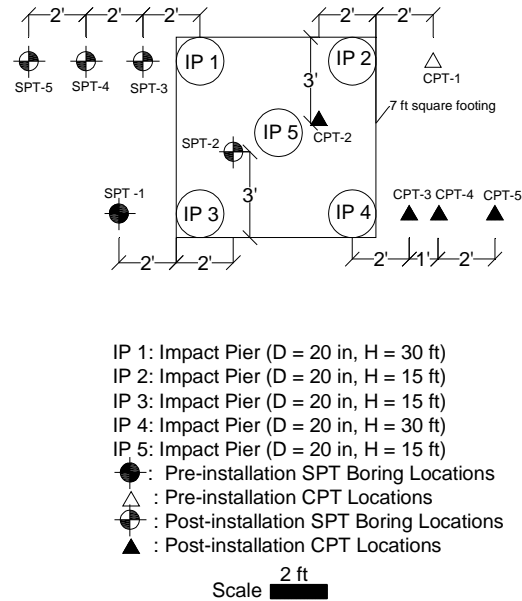 2' 2' 2' 2' 2'
IP 1 IP 2
SPT-5 SPT-4 SPT-3 CPT-1
3'
7 ft square footing
IP 5
SPT-2 CPT-2
SPT -1 3' CPT-3 CPT-4 CPT-5
IP 3 IP 4
2' 2' 2' 1' 2'
IP 1: Impact Pier (D = 20 in, H = 30 ft)
IP 2: Impact Pier (D = 20 in, H = 15 ft)
IP 3: Impact Pier (D = 20 in, H = 15 ft)
IP 4: Impact Pier (D = 20 in, H = 30 ft)
IP 5: Impact Pier (D = 20 in, H = 15 ft)
: Pre-installation SPT Boring Locations
: Pre-installation CPT Locations
: Post-installation SPT Boring Locations
: Post-installation CPT Locations
2 ft
Scale